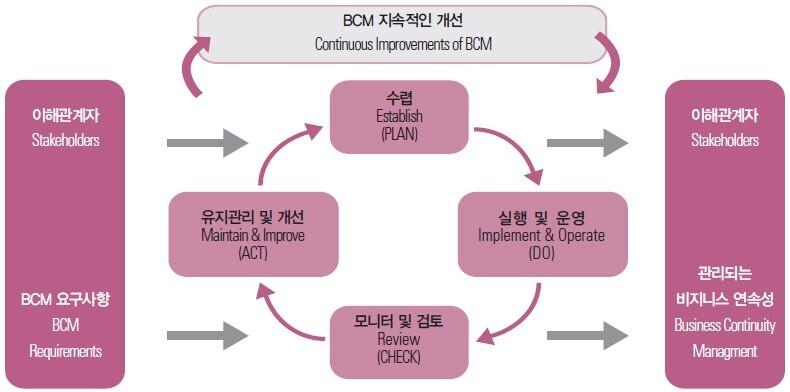 BCM 지속적인 개선
Continuous Improvements of BCM
이해관계자
Stakeholders
BCM 요구사항
BCM
Requirements
수렵
Establish
(PLAN)
실행 및 운영
Implement & Operate
(DO)
모니터 및 검토
Review
(CHECK)
유지관리 및 개선
Maintain & Improve
(ACT)
이해관계자
Stakeholders
관리되는
비지니스 연속성
Business Continuity
Managment